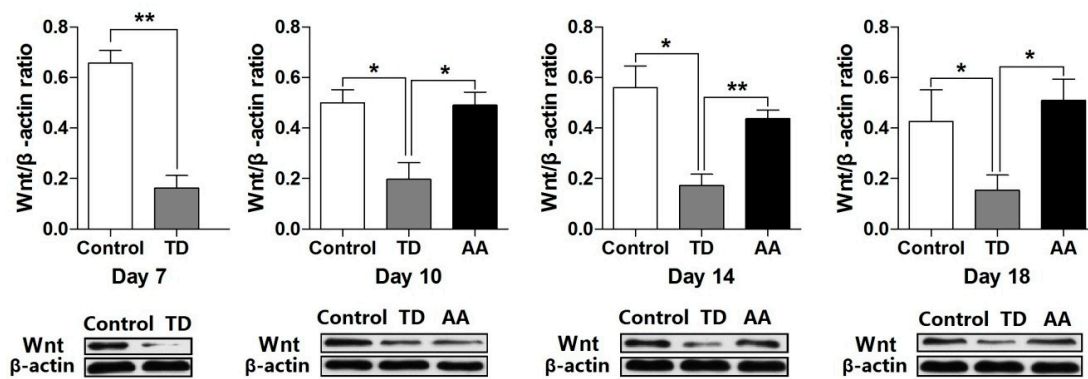 Wnt/β -actin ratio
0.8
0.6
0.4
0.2
0.0
**
Control TD
Day 7
Wnt/β -actin ratio
0.8
0.6
0.4
0.2
0.0
* *
Control TD AA
Day 10
Wnt/β -actin ratio
0.8
0.6
0.4
0.2
0.0
*
**
Control TD AA
Day 14
Wnt/β -actin ratio
0.8
0.6
0.4
0.2
0.0
*
*
Control TD AA
Day 18
Control TD
Wnt
β-actin
Control TD AA
Wnt
β-actin
Control TD AA
Wnt
β-actin
Control TD AA
Wnt
β-actin